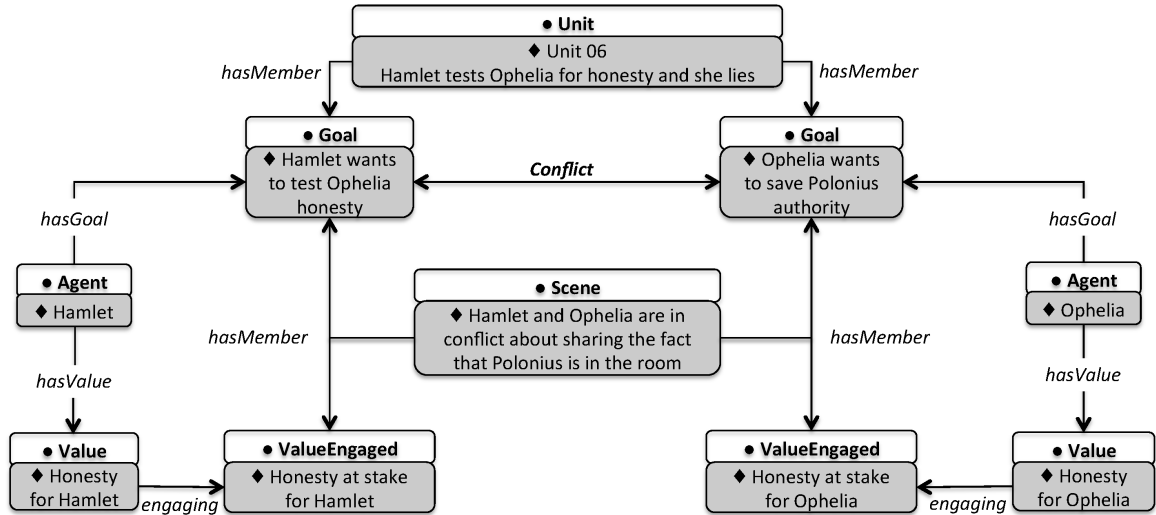 ● Unit
♦ Unit 06
Hamlet tests Ophelia for honesty and she lies
hasMember
hasMember
● Goal
♦ Hamlet wants
to test Ophelia
honesty
Conflict
● Goal
♦ Ophelia wants
to save Polonius
authority
hasGoal
hasGoal
● Agent
♦ Hamlet
● Scene
♦ Hamlet and Ophelia are in
conflict about sharing the fact
that Polonius is in the room
● Agent
♦ Ophelia
hasMember
hasMember
hasValue
hasValue
● Value
♦ Honesty
for Hamlet
engaging
● ValueEngaged
♦ Honesty at stake
for Hamlet
● ValueEngaged
♦ Honesty at stake
for Ophelia
engaging
● Value
♦ Honesty
for Ophelia